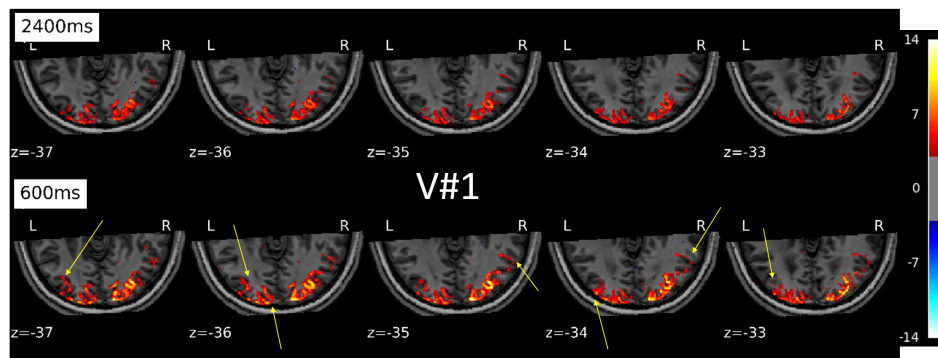 2400ms
L R L R L R L R L R
z=-37 z=-36 z=-35 z=-34 z=-33
V#1
600ms
L R L R L R L R L R
z=-37 z=-36 z=-35 z=-34 z=-33
14
7
0
-7
-14